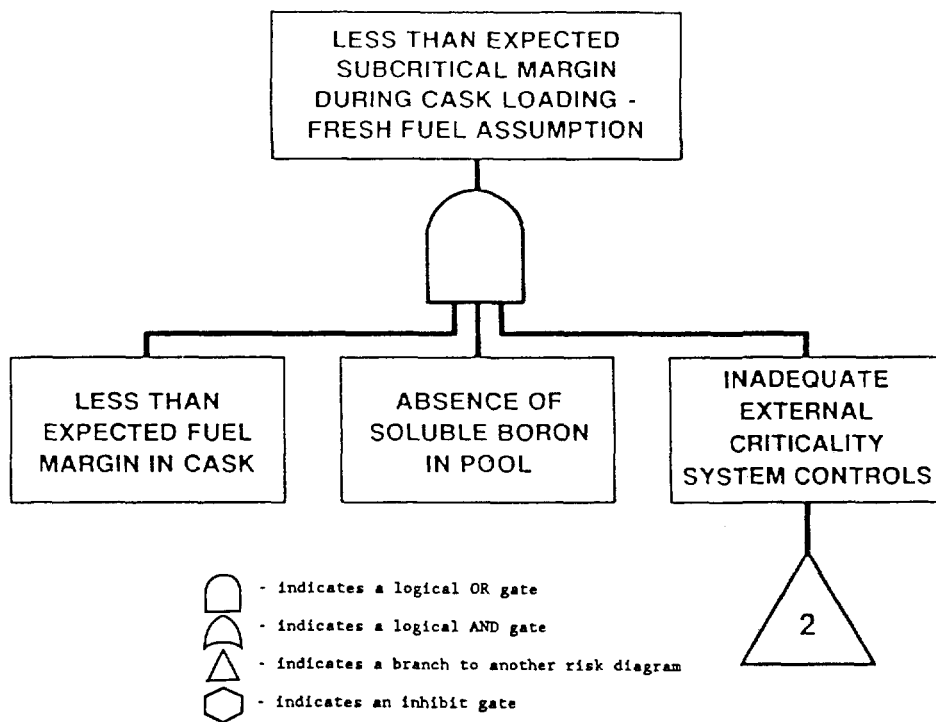 LESS THAN EXPECTED
SUBCRITICAL MARGIN
DURING CASK LOADING -
FRESH FUEL ASSUMPTION
LESS THAN
EXPECTED FUEL
MARGIN IN CASK
ABSENCE OF
SOLUBLE BORON
IN POOL
INADEQUATE
EXTERNAL
CRITICALITY
SYSTEM CONTROLS
2
- indicates a logical OR gate
- indicates a logical AND gate
- indicates a branch to another risk diagram
- indicates an inhibit gate